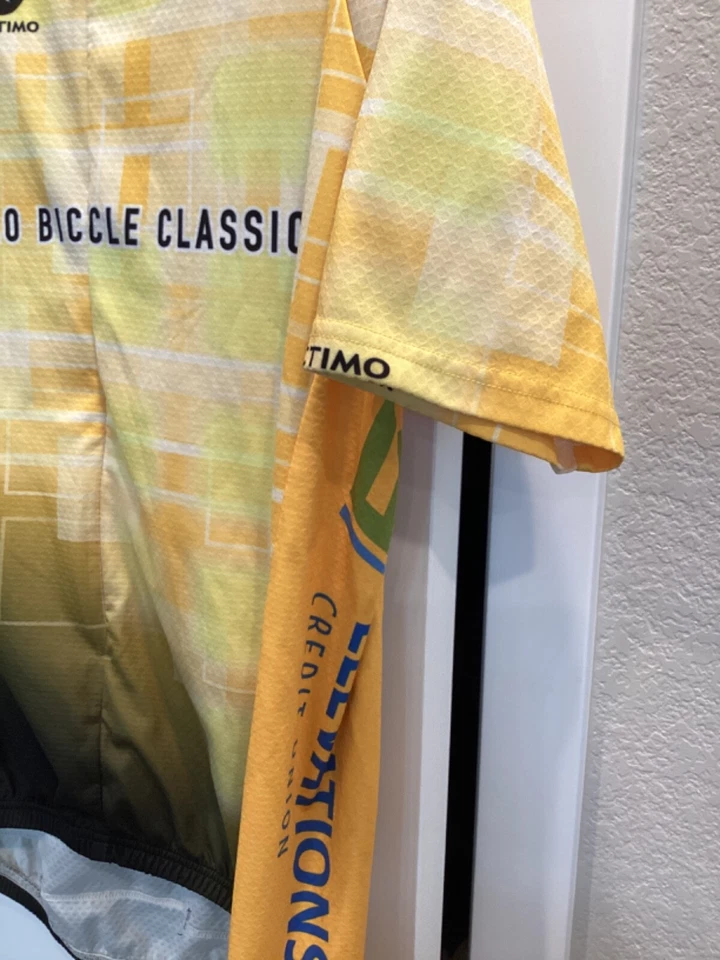 TIMO
O BICCLE CLASSIC
TIMO
ELEVATIONS
CREDIT UNION